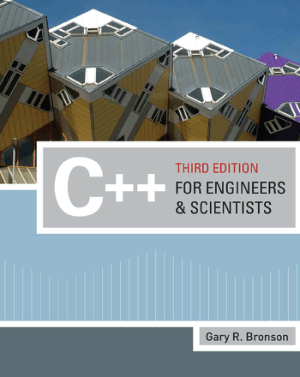 C++
THIRD EDITION
FOR ENGINEERS
& SCIENTISTS
Gary R. Bronson